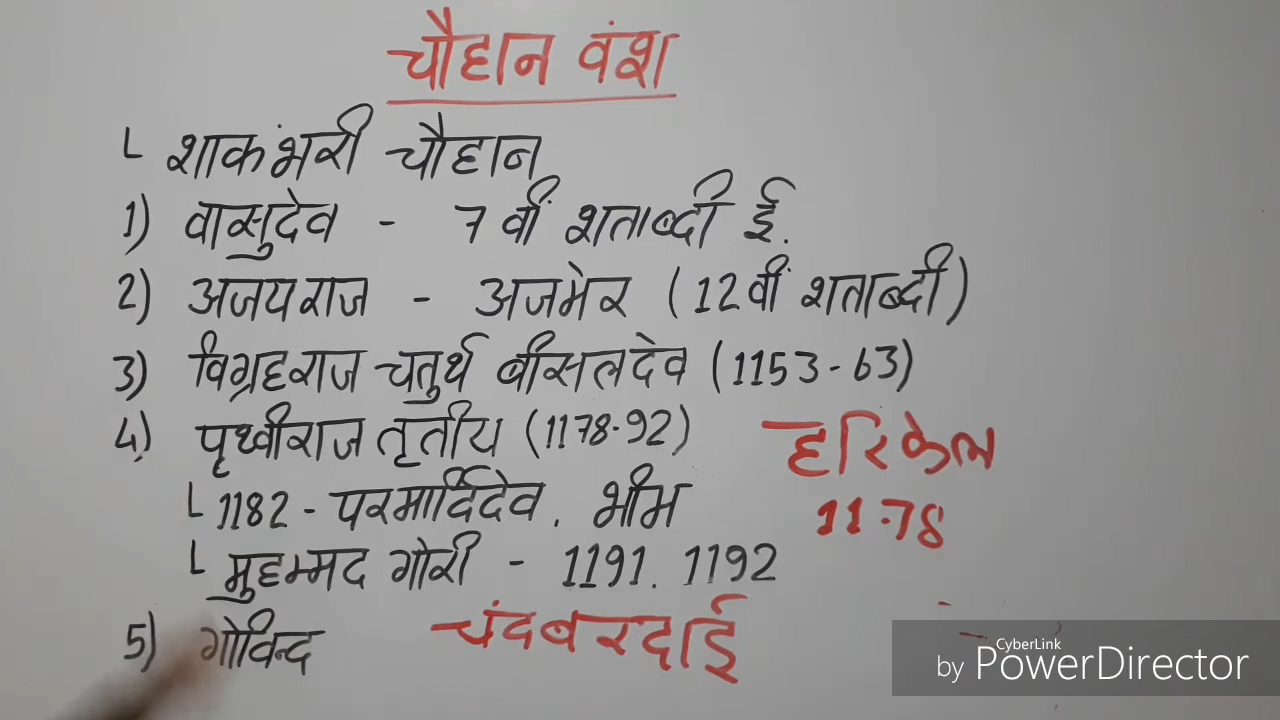 चौहान वंश
└ शाकंभरी चौहान
1) वासुदेव - 7 वीं शताब्दी ई.
2) अजयराज - अजमेर (12वीं शताब्दी)
3) विग्रहराज चतुर्थ बीसलदेव (1153-63)
4) पृथ्वीराज तृतीय (1178-92)
हरिकेल
└ 1182 - परमार्दिदेव, भीम
1178
└ मुहम्मद गोरी - 1191, 1192
5) गोविन्द
चंदबरदाई
CyberLink
by PowerDirector